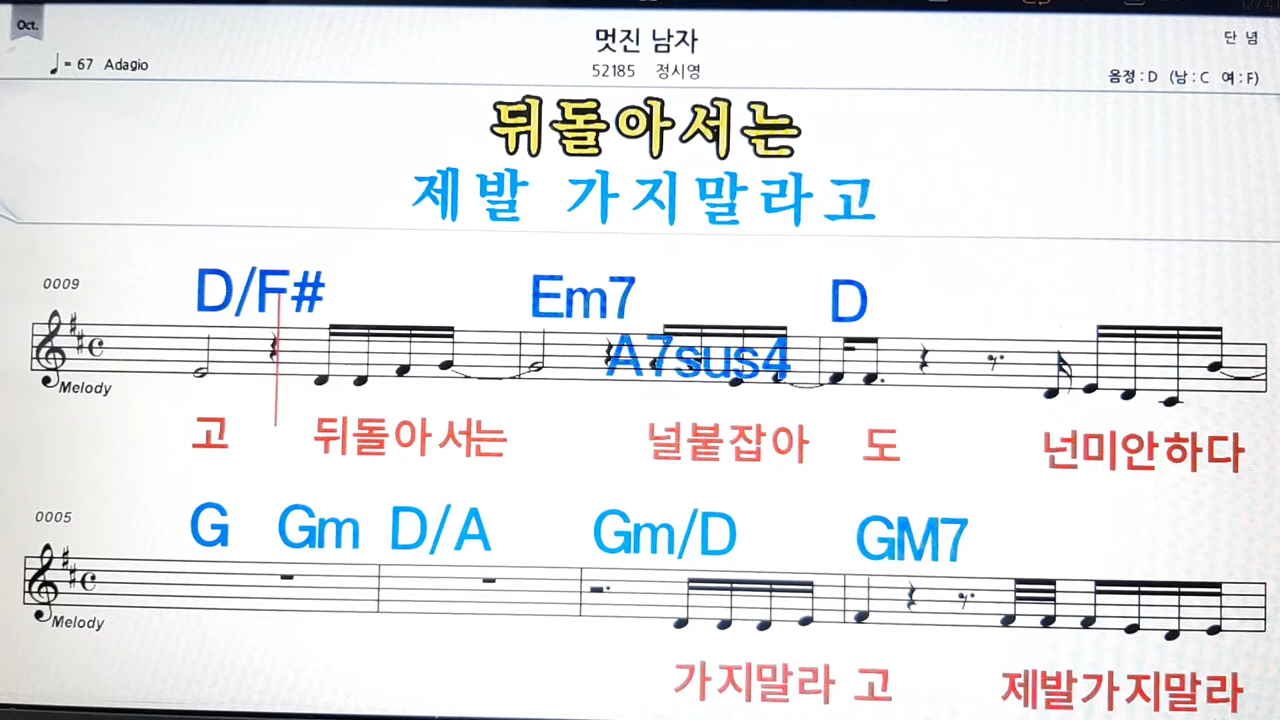 Oct.
멋진 남자
단 념
♩= 67 Adagio
52185 정시영
음정 : D (남 : C 여 : F)
뒤돌아서는
제발 가지말라고
0009
D/F# Em7 D
A7sus4
Melody
고 뒤돌아서는 널붙잡아 도 넌미안하다
0005
G Gm D/A Gm/D GM7
Melody
가지말라 고 제발가지말라